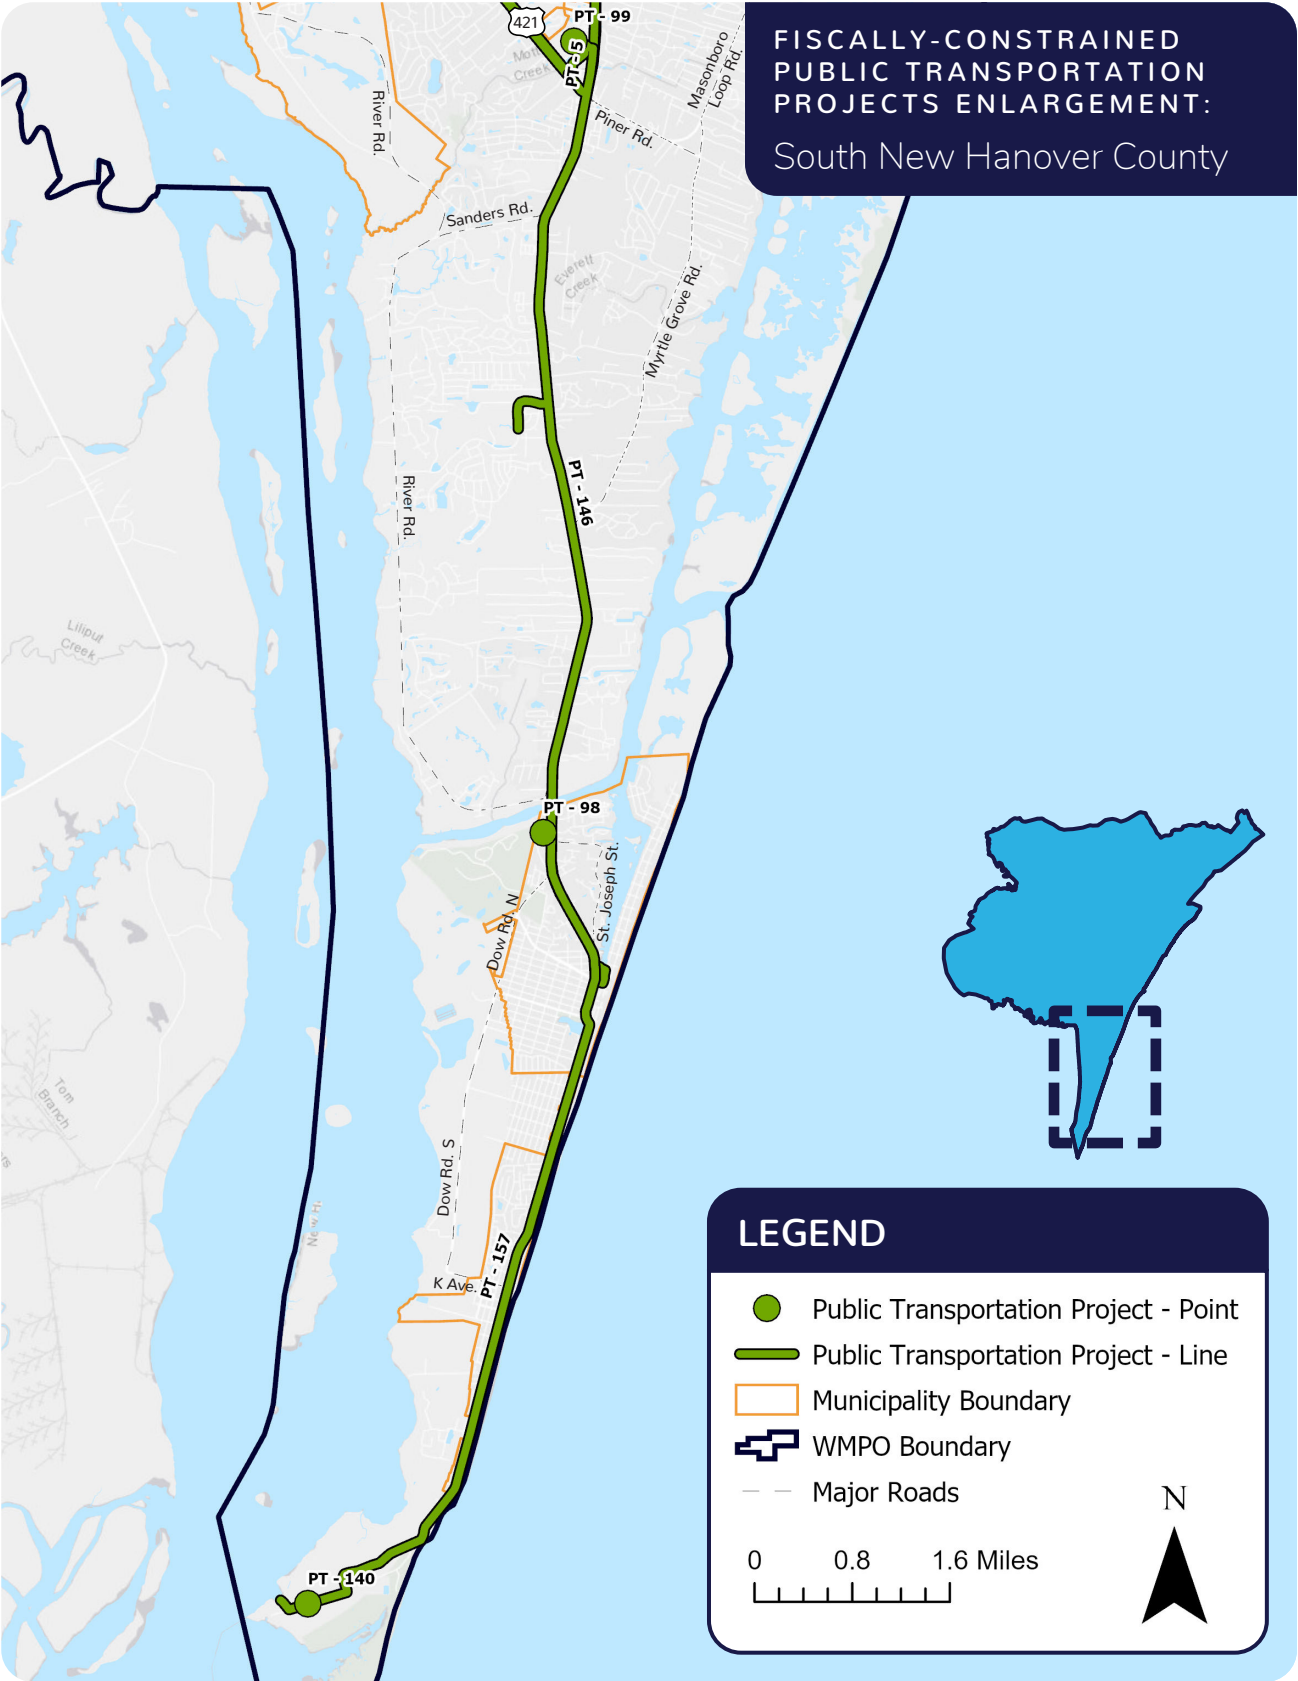 FISCALLY-CONSTRAINED
PUBLIC TRANSPORTATION
PROJECTS ENLARGEMENT:
South New Hanover County
421
PT - 99
PT - 5
Creek
Masonboro
Loop Rd.
River Rd.
Piner Rd.
Sanders Rd.
Everett
Creek
Myrtle Grove Rd.
PT - 146
River Rd.
Liliput
Creek
PT - 98
St. Joseph St.
Dow Rd. N
Tom
Branch
Dow Rd. S
PT - 157
K Ave.
PT - 140
LEGEND
Public Transportation Project - Point
Public Transportation Project - Line
Municipality Boundary
WMPO Boundary
Major Roads
N
0 0.8 1.6 Miles